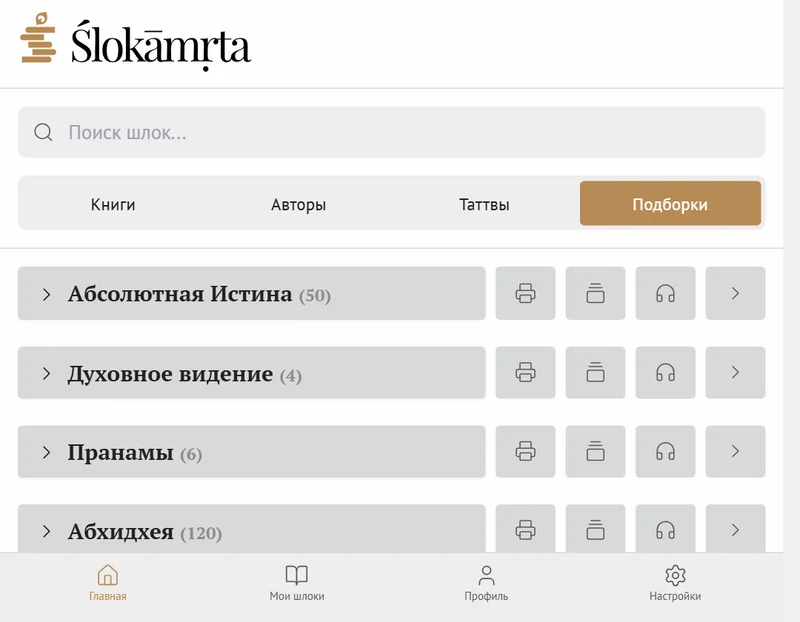 Ślokāmṛta
Поиск шлок...
Книги Авторы Таттвы Подборки
Абсолютная Истина (50)
Духовное видение (4)
Пранамы (6)
Абхидхея (120)
Главная Мои шлоки Профиль Настройки